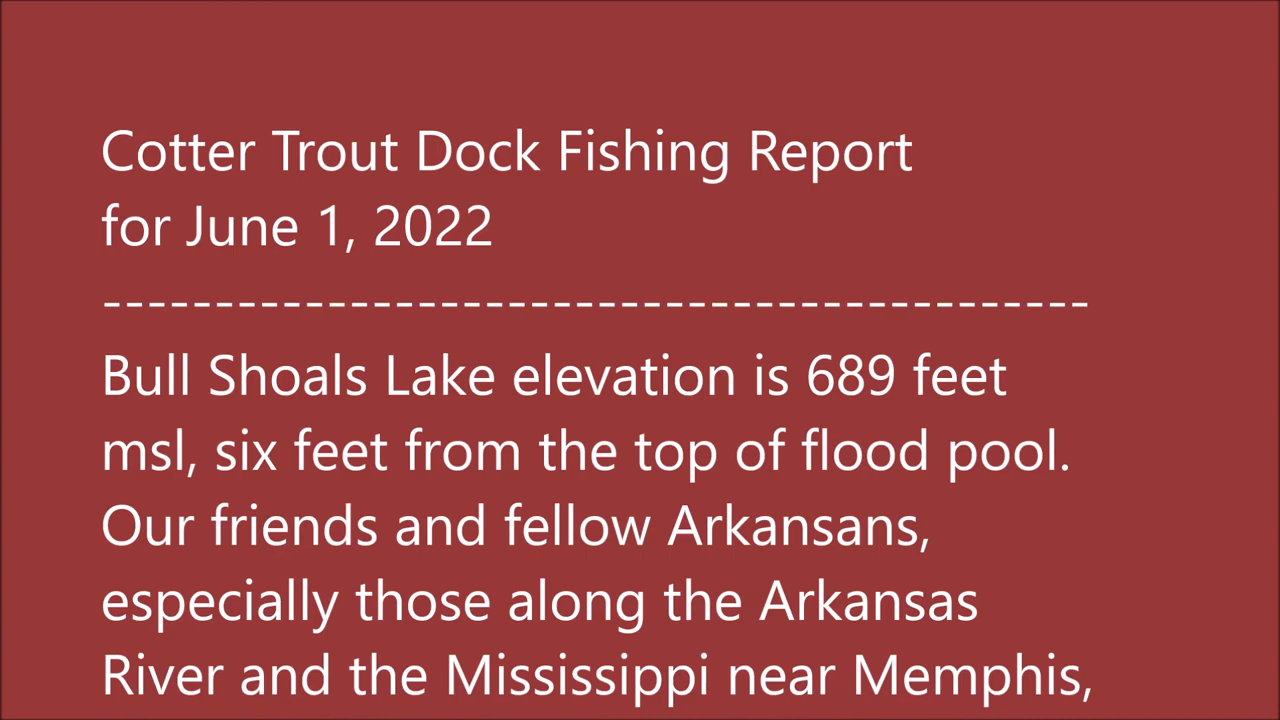 Cotter Trout Dock Fishing Report
for June 1, 2022
---------------------------------------------
Bull Shoals Lake elevation is 689 feet
msl, six feet from the top of flood pool.
Our friends and fellow Arkansans,
especially those along the Arkansas
River and the Mississippi near Memphis,